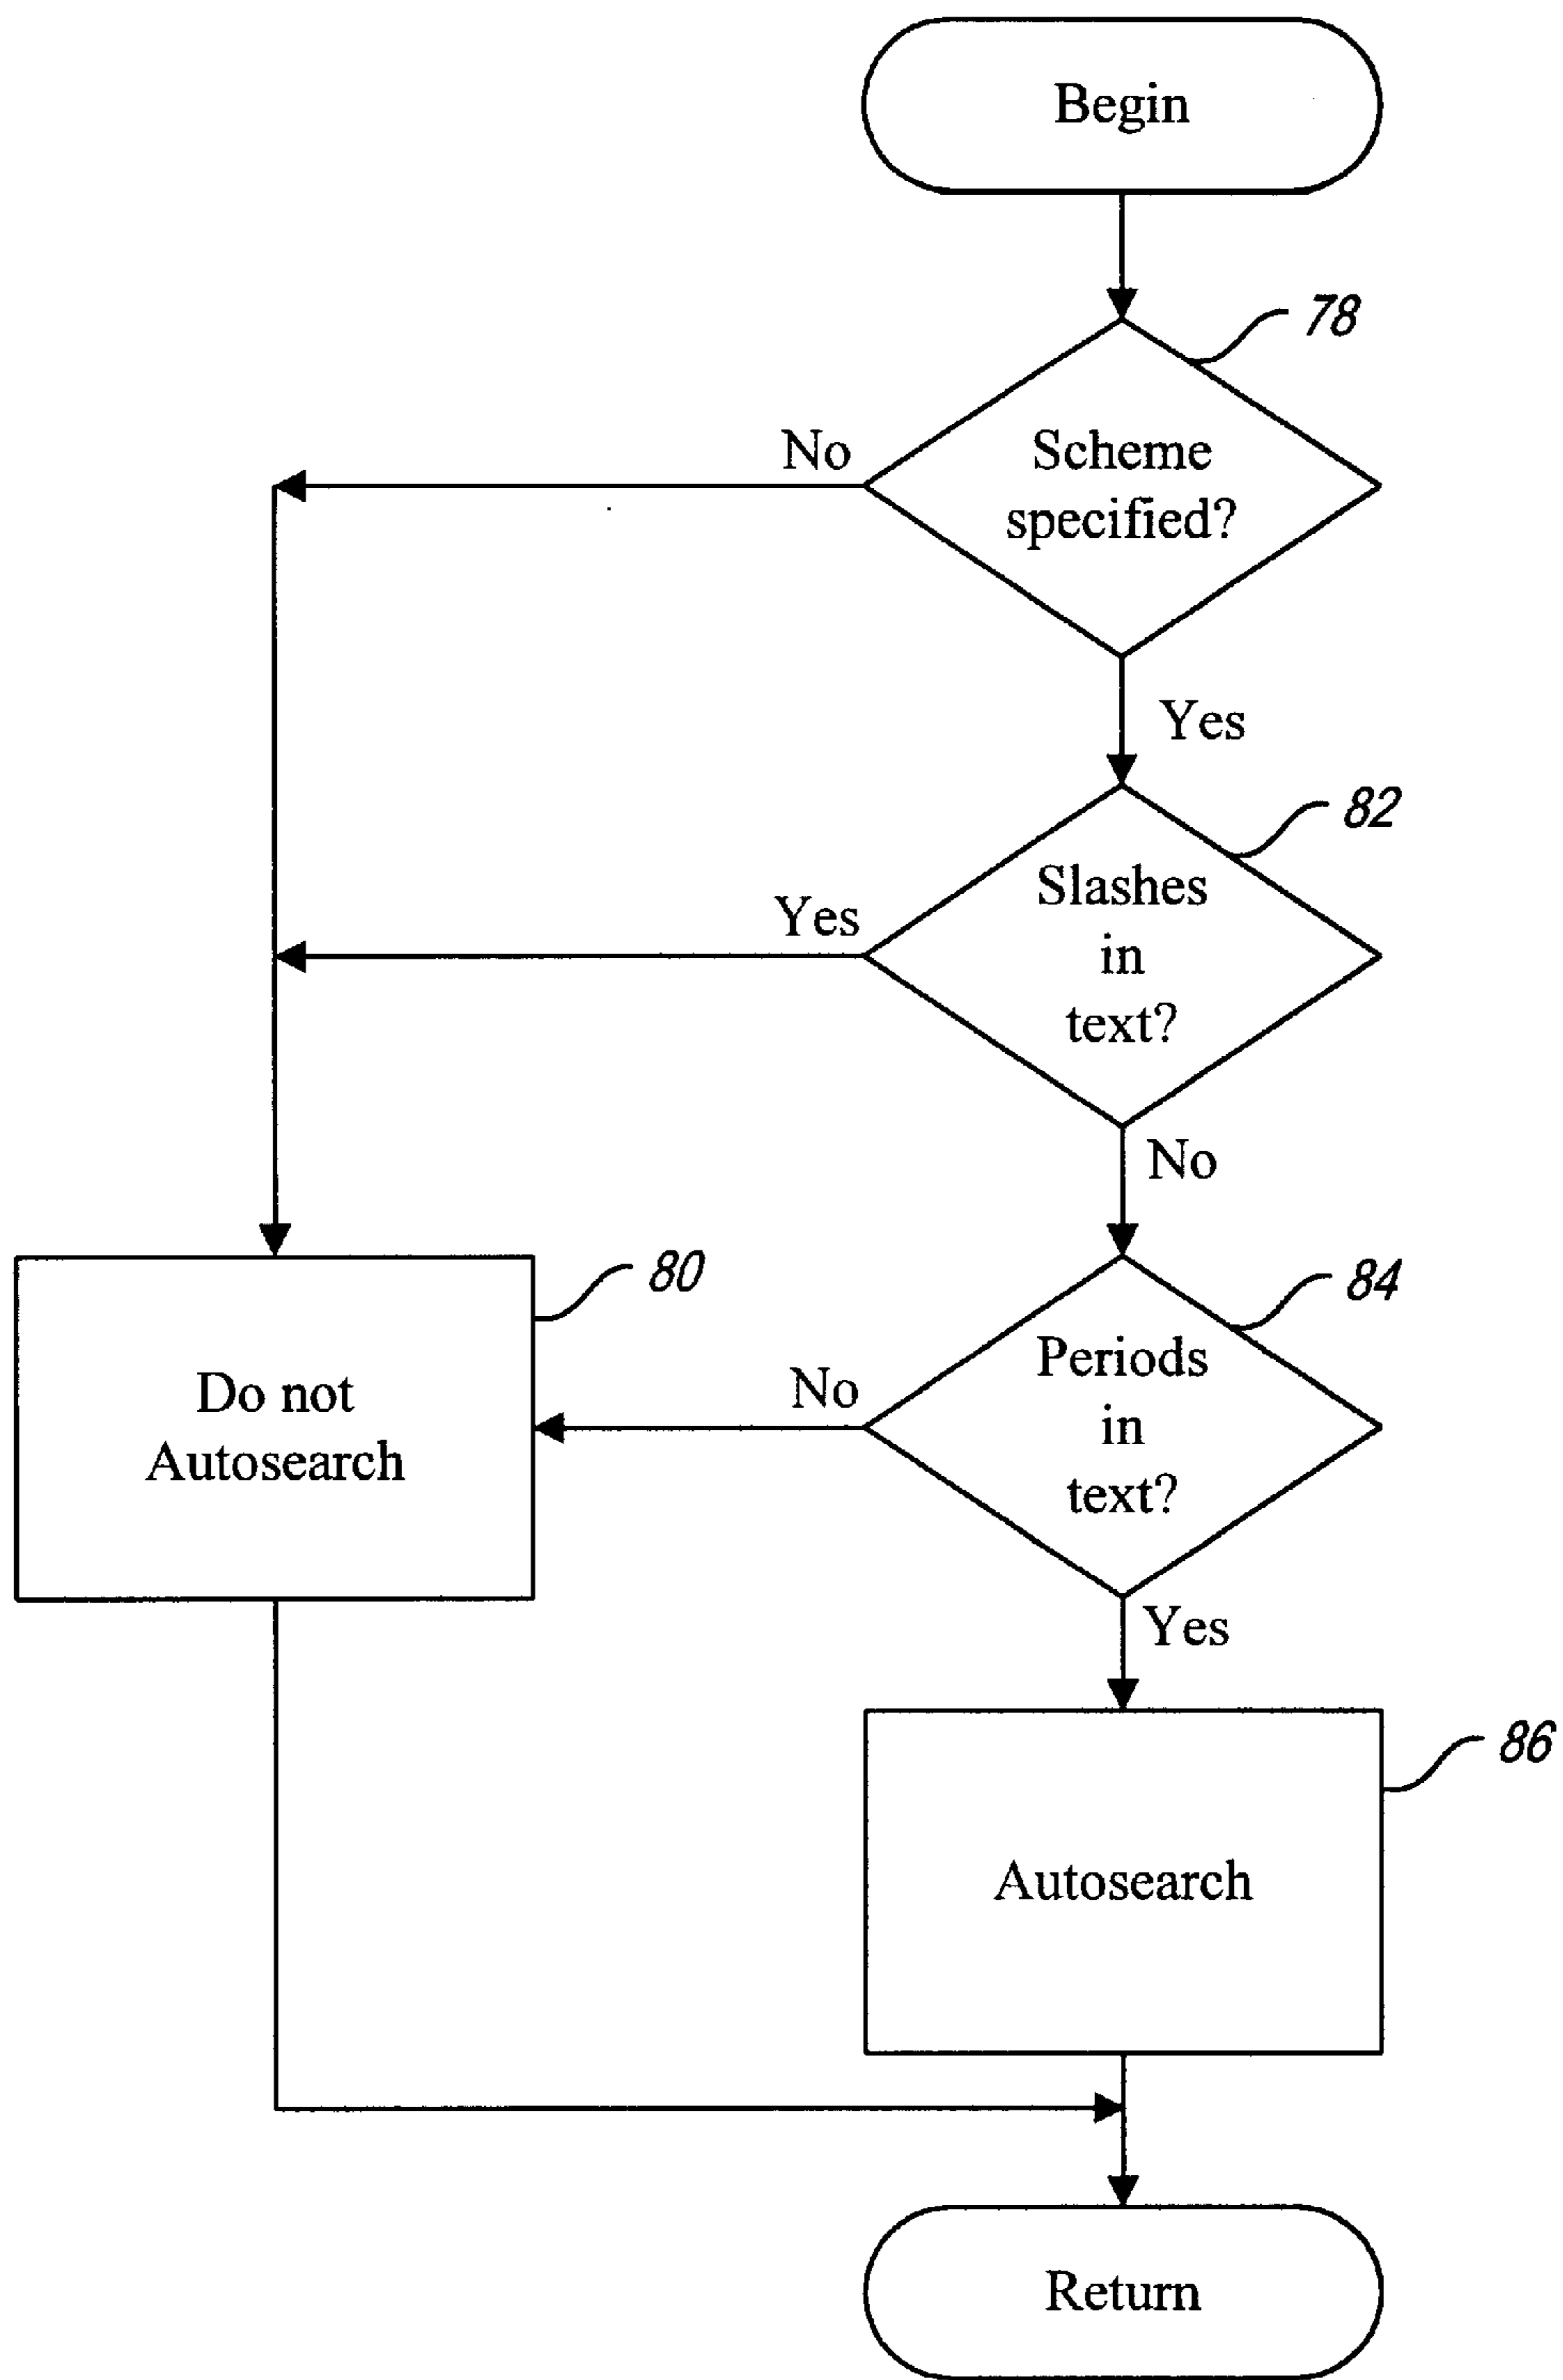 Begin
78
No
Scheme
specified?
Yes
82
Yes
Slashes
in
text?
No
80
84
Do not
Autosearch
No
Periods
in
text?
Yes
86
Autosearch
Return